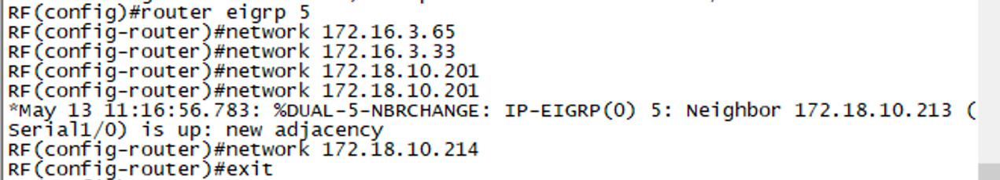 RF(config)#router eigrp 5
RF(config-router)#network 172.16.3.65
RF(config-router)#network 172.16.3.33
RF(config-router)#network 172.18.10.201
RF(config-router)#network 172.18.10.201
*May 13 11:16:56.783: %DUAL-5-NBRCHANGE: IP-EIGRP(0) 5: Neighbor 172.18.10.213 (
Serial1/0) is up: new adjacency
RF(config-router)#network 172.18.10.214
RF(config-router)#exit